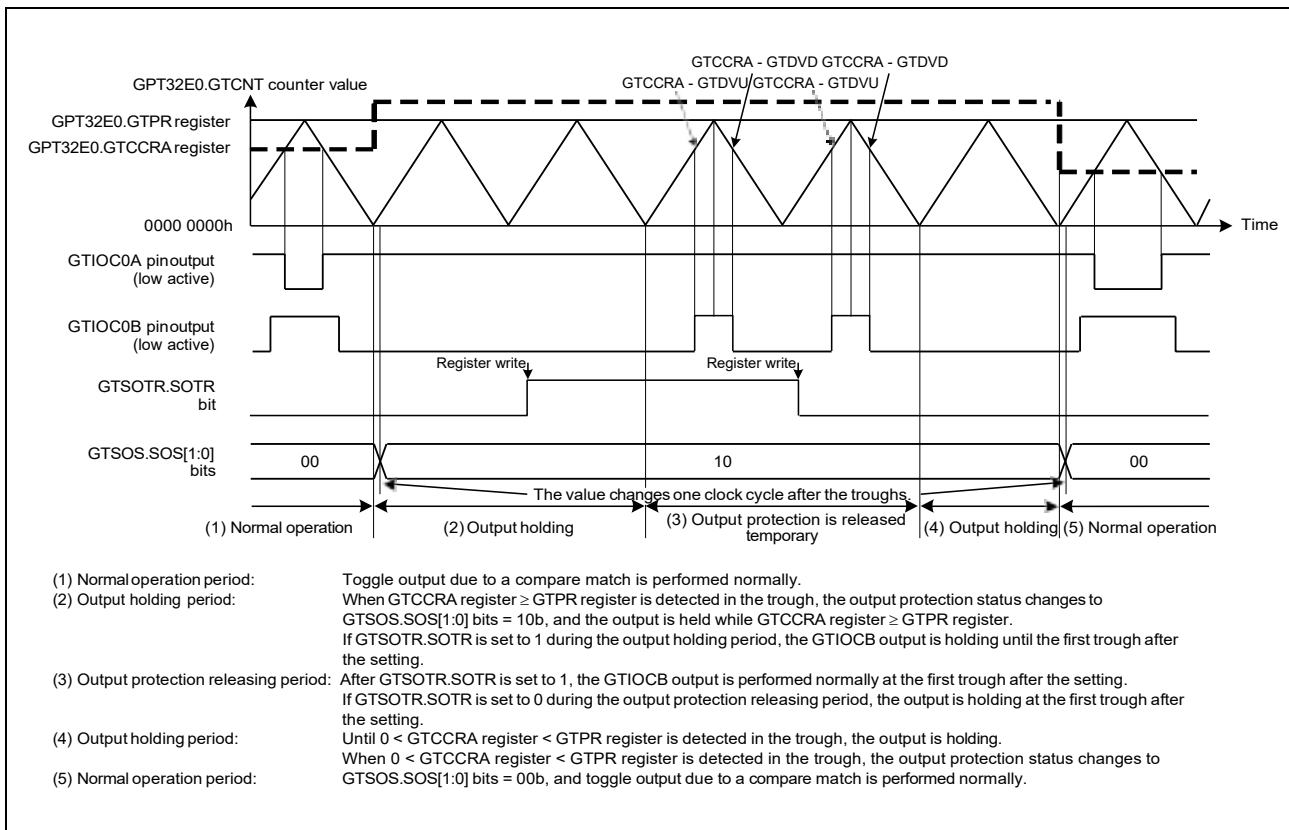 GTCCRA - GTDVD GTCCRA - GTDVD
GPT32E0.GTCNT counter value
GTCCRA - GTDVU GTCCRA - GTDVU
GPT32E0.GTPR register
GPT32E0.GTCCRA register
0000 0000h
Time
GTIOC0A pin output
(low active)
GTIOC0B pin output
(low active)
Register write
Register write
GTSOTR.SOTR
bit
GTSOS.SOS[1:0]
bits
00
10
00
The value changes one clock cycle after the troughs.
(1) Normal operation
(2) Output holding
(3) Output protection is released
temporary
(4) Output holding
(5) Normal operation
(1) Normal operation period: Toggle output due to a compare match is performed normally.
(2) Output holding period: When GTCCRA register ≥ GTPR register is detected in the trough, the output protection status changes to
GTSOS.SOS[1:0] bits = 10b, and the output is held while GTCCRA register ≥ GTPR register.
If GTSOTR.SOTR is set to 1 during the output holding period, the GTIOCB output is holding until the first trough after
the setting.
(3) Output protection releasing period: After GTSOTR.SOTR is set to 1, the GTIOCB output is performed normally at the first trough after the setting.
If GTSOTR.SOTR is set to 0 during the output protection releasing period, the output is holding at the first trough after
the setting.
(4) Output holding period: Until 0 < GTCCRA register < GTPR register is detected in the trough, the output is holding.
When 0 < GTCCRA register < GTPR register is detected in the trough, the output protection status changes to
(5) Normal operation period: GTSOS.SOS[1:0] bits = 00b, and toggle output due to a compare match is performed normally.